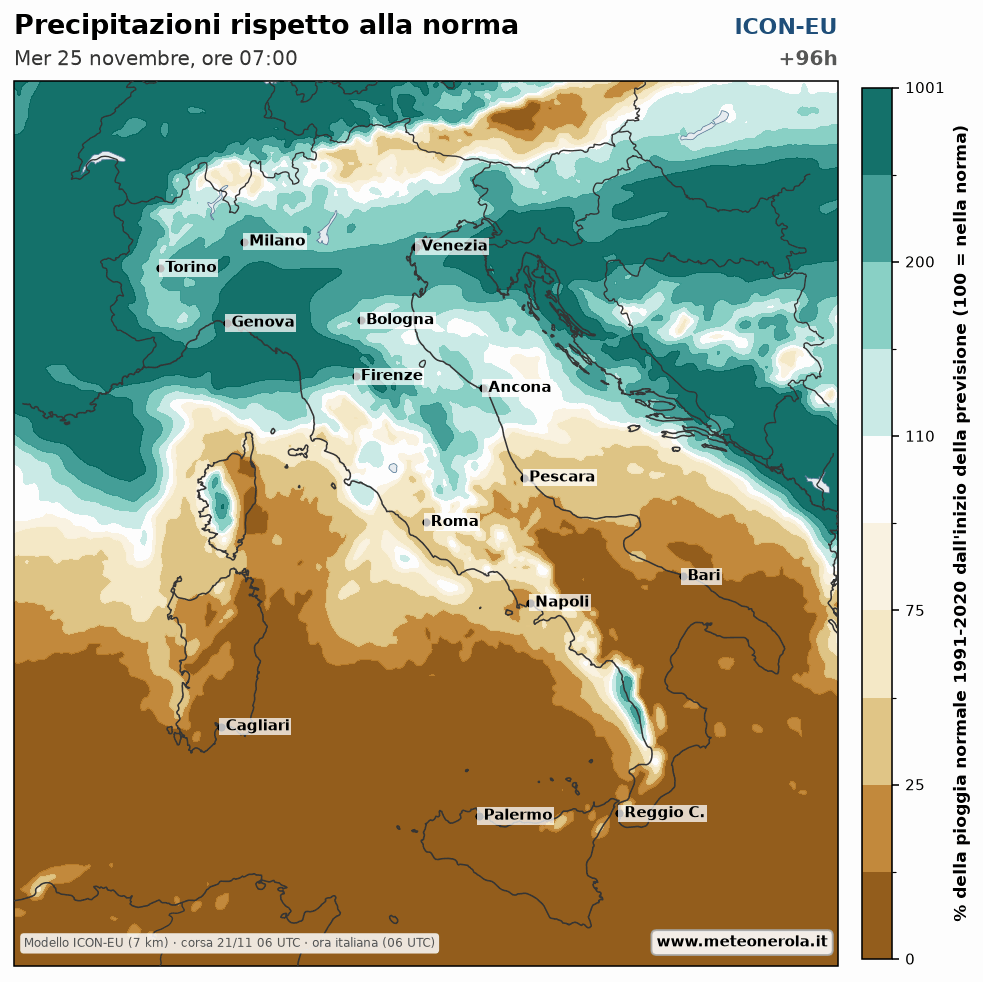 Precipitazioni rispetto alla norma
ICON-EU
Mer 25 novembre, ore 07:00
+96h
1001
200
110
75
25
0
% della pioggia normale 1991-2020 dall'inizio della previsione (100 = nella norma)
Milano
Venezia
Torino
Genova
Bologna
Firenze
Ancona
Pescara
Roma
Bari
Napoli
Cagliari
Palermo
Reggio C.
Modello ICON-EU (7 km) · corsa 21/11 06 UTC · ora italiana (06 UTC)
www.meteonerola.it